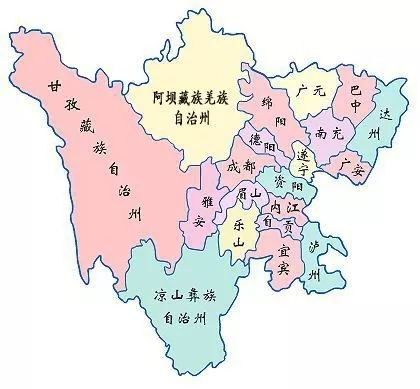 甘孜藏族自治州
阿坝藏族羌族
自治州
绵阳
广元
巴中
达州
德阳
南充
成都
遂宁
广安
资阳
雅安
眉山
乐山
内江
自贡
宜宾
泸州
凉山彝族
自治州